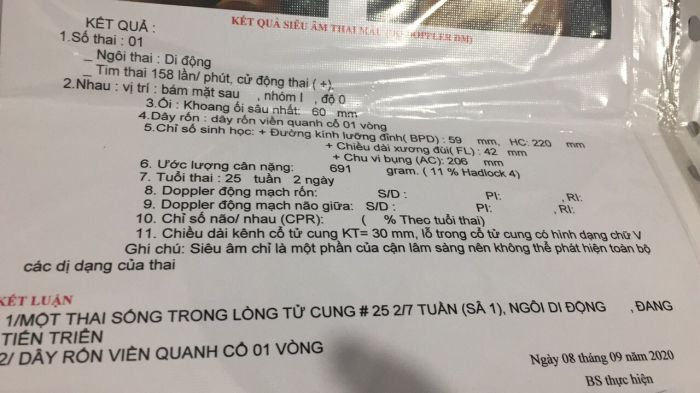 KẾT QUẢ SIÊU ÂM THAI MÀU DOPPLER ĐM)
KẾT QUẢ :
1.Số thai : 01
_ Ngôi thai : Di động
_ Tim thai 158 lần/ phút, cử động thai ( +).
2.Nhau : vị trí : bám mặt sau , nhóm I , độ 0
3.Ối : Khoang ối sâu nhất: 60 mm
4.Dây rốn : dây rốn viền quanh cổ 01 vòng
5.Chỉ số sinh học: + Đường kính lưỡng đỉnh( BPD) : 59 mm, HC: 220 mm
+ Chiều dài xương đùi( FL) : 42 mm
+ Chu vi bụng (AC): 206 mm
6. Ước lượng cân nặng: 691 gram. ( 11 % Hadlock 4)
7. Tuổi thai : 25 tuần 2 ngày
8. Doppler động mạch rốn: S/D : PI: , RI:
9. Doppler động mạch não giữa: S/D : PI: , RI:
10. Chỉ số não/ nhau (CPR): ( % Theo tuổi thai)
11. Chiều dài kênh cổ tử cung KT= 30 mm, lỗ trong cổ tử cung có hình dạng chữ V
Ghi chú: Siêu âm chỉ là một phần của cận lâm sàng nên không thể phát hiện toàn bộ
các dị dạng của thai
KẾT LUẬN
1/MỘT THAI SỐNG TRONG LÒNG TỬ CUNG # 25 2/7 TUẦN (SÂ 1), NGÔI DI ĐỘNG , ĐANG
TIẾN TRIỂN
2/ DÂY RỐN VIỀN QUANH CỔ 01 VÒNG
Ngày 08 tháng 09 năm 2020
BS thực hiện